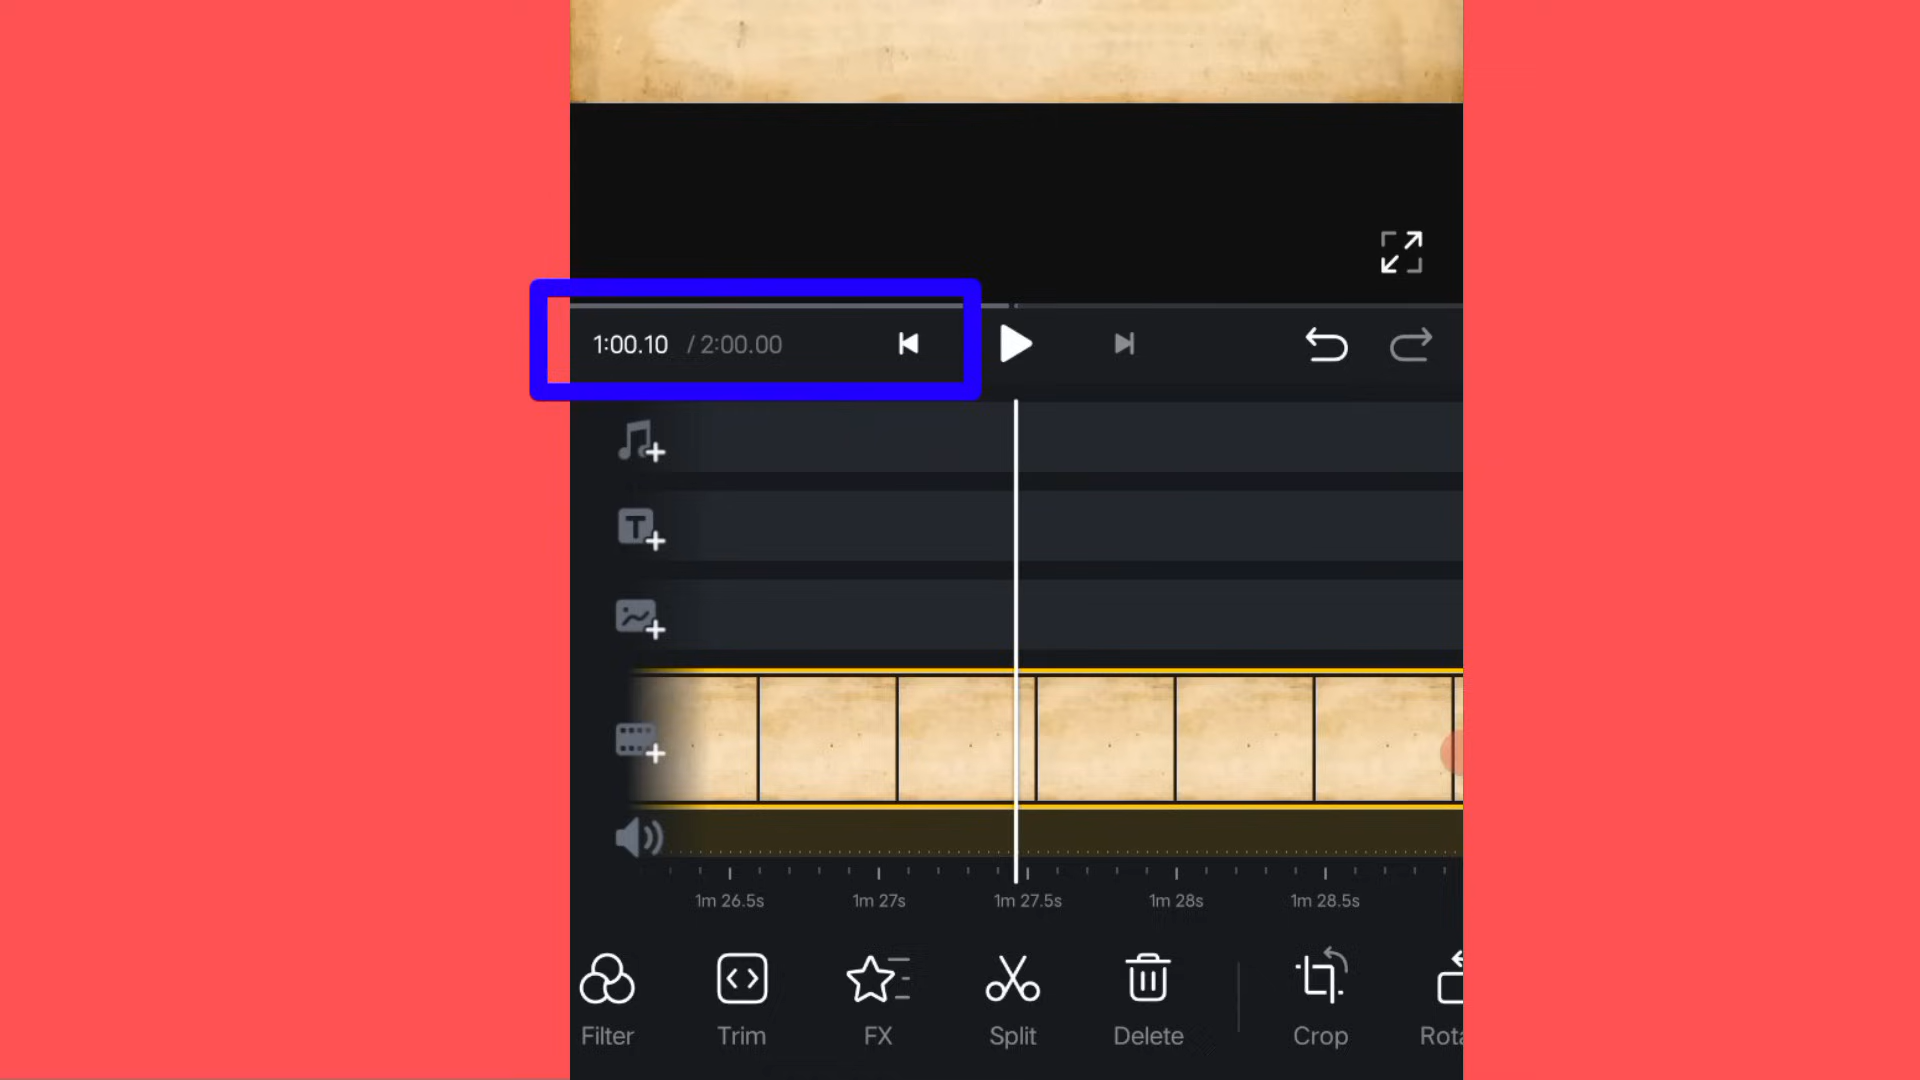 1:00.10 / 2:00.00
1m 26.5s 1m 27s 1m 27.5s 1m 28s 1m 28.5s
Filter Trim FX Split Delete Crop Rota